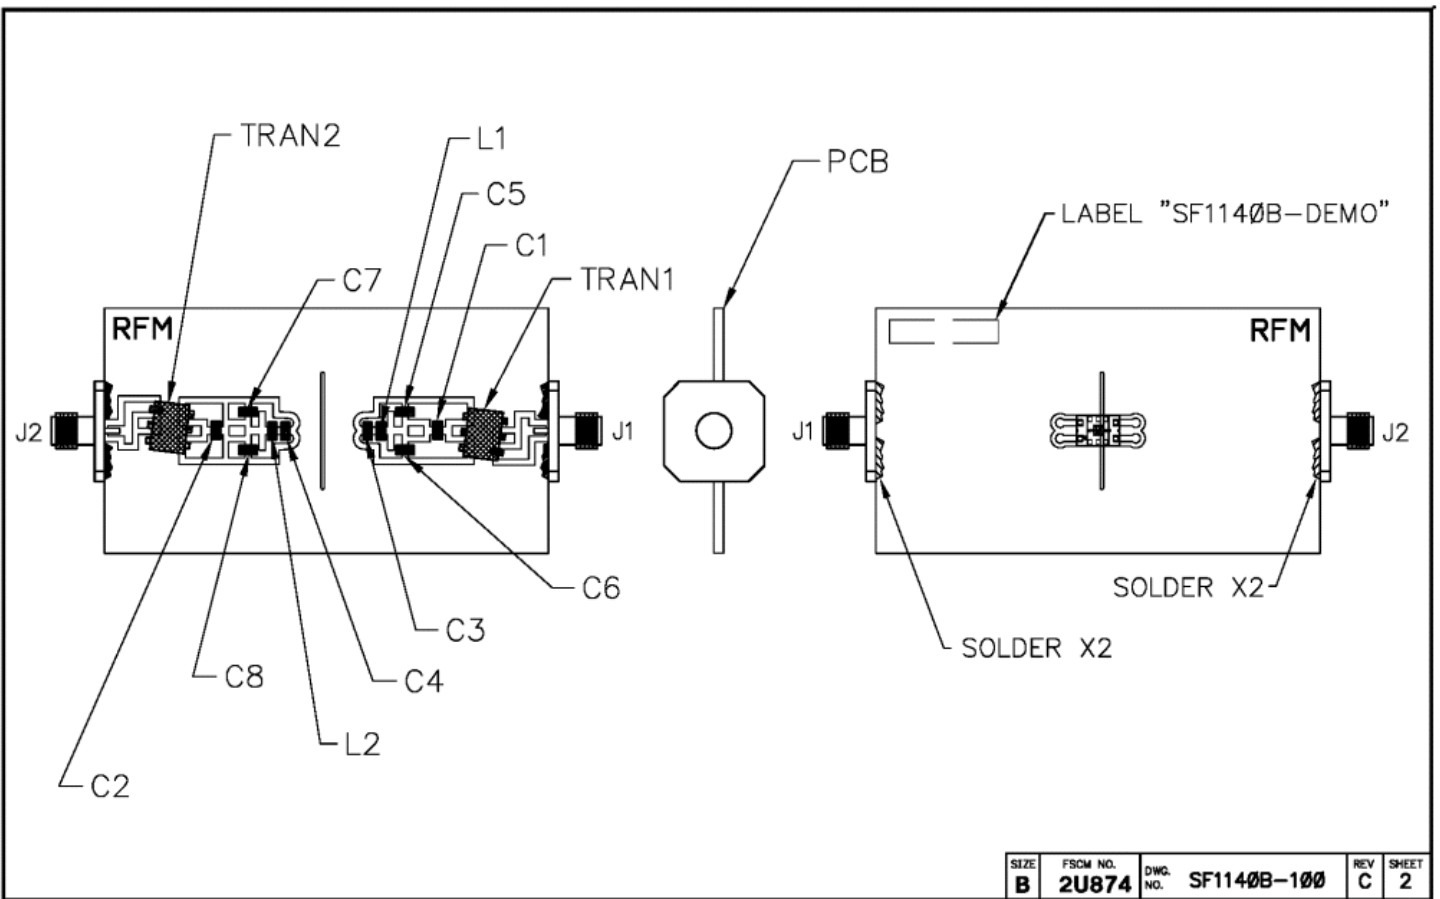 TRAN2
L1
PCB
C5
LABEL "SF1140B-DEMO"
C1
C7
TRAN1
RFM
RFM
J2
J1
J1
J2
C6
SOLDER X2
C3
SOLDER X2
C8
C4
L2
C2
SIZE
B
FSCM NO.
2U874
DWG.
NO.
SF1140B-100
REV
C
SHEET
2